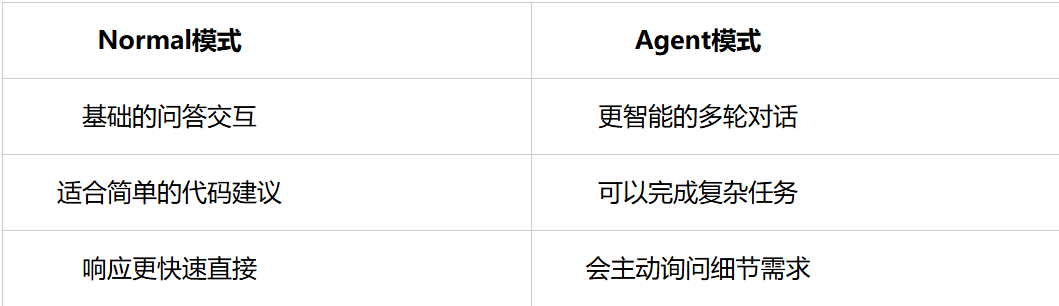 Normal模式 Agent模式
基础的问答交互 更智能的多轮对话
适合简单的代码建议 可以完成复杂任务
响应更快速直接 会主动询问细节需求